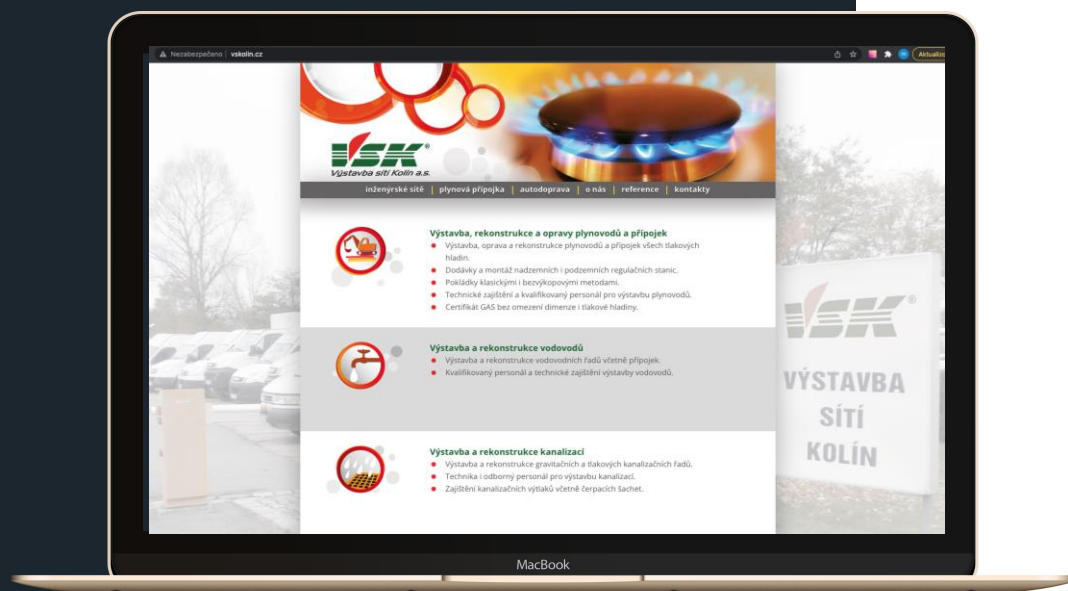 Nezabezpečeno | vskolin.cz
VSK®
Výstavba sítí Kolín a.s.
inženýrské sítě | plynová přípojka | autodoprava | o nás | reference | kontakty
Výstavba, rekonstrukce a opravy plynovodů a přípojek
Výstavba, oprava a rekonstrukce plynovodů a přípojek všech tlakových
hladin.
Dodávky a montáž nadzemních i podzemních regulačních stanic.
Pokládky klasickými i bezvýkopovými metodami.
Technické zajištění a kvalifikovaný personál pro výstavbu plynovodů.
Certifikát GAS bez omezení dimenze i tlakové hladiny.
Výstavba a rekonstrukce vodovodů
Výstavba a rekonstrukce vodovodních řadů včetně přípojek.
Kvalifikovaný personál a technické zajištění výstavby vodovodů.
Výstavba a rekonstrukce kanalizací
Výstavba a rekonstrukce gravitačních a tlakových kanalizačních řadů.
Technika i odborný personál pro výstavbu kanalizací.
Zajištění kanalizačních výtlaků včetně čerpacích šachet.
VSK®
VÝSTAVBA
SÍTÍ
KOLÍN
MacBook